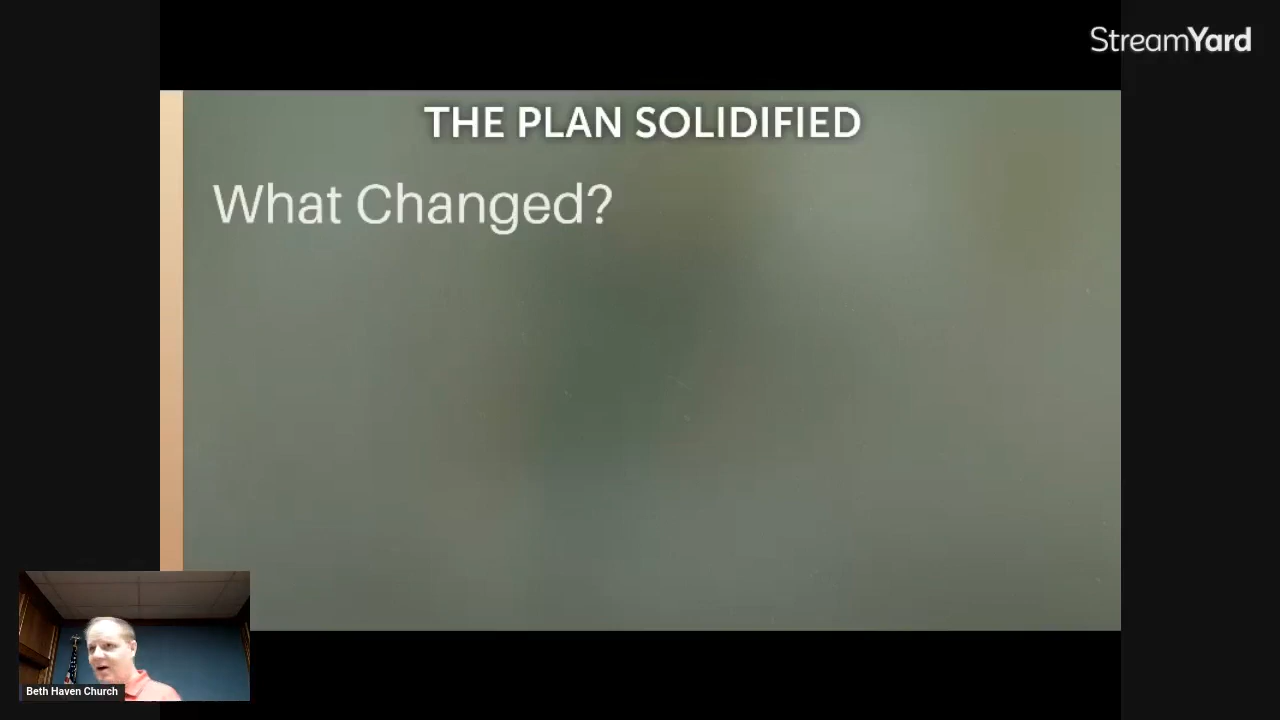 StreamYard
THE PLAN SOLIDIFIED
What Changed?
Beth Haven Church